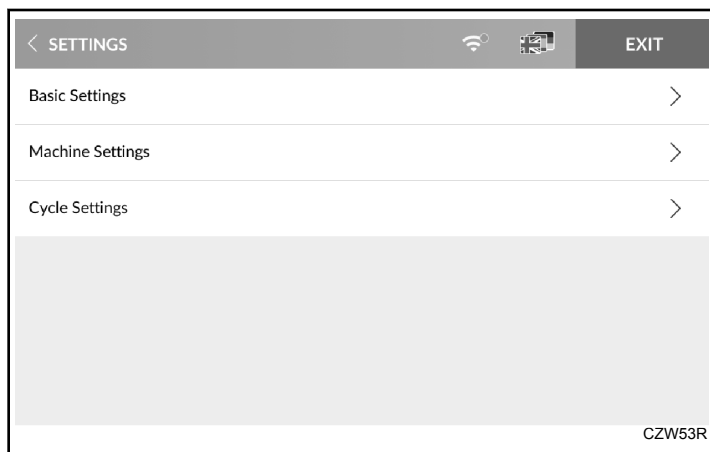 SETTINGS
EXIT
Basic Settings
Machine Settings
Cycle Settings
CZW53R